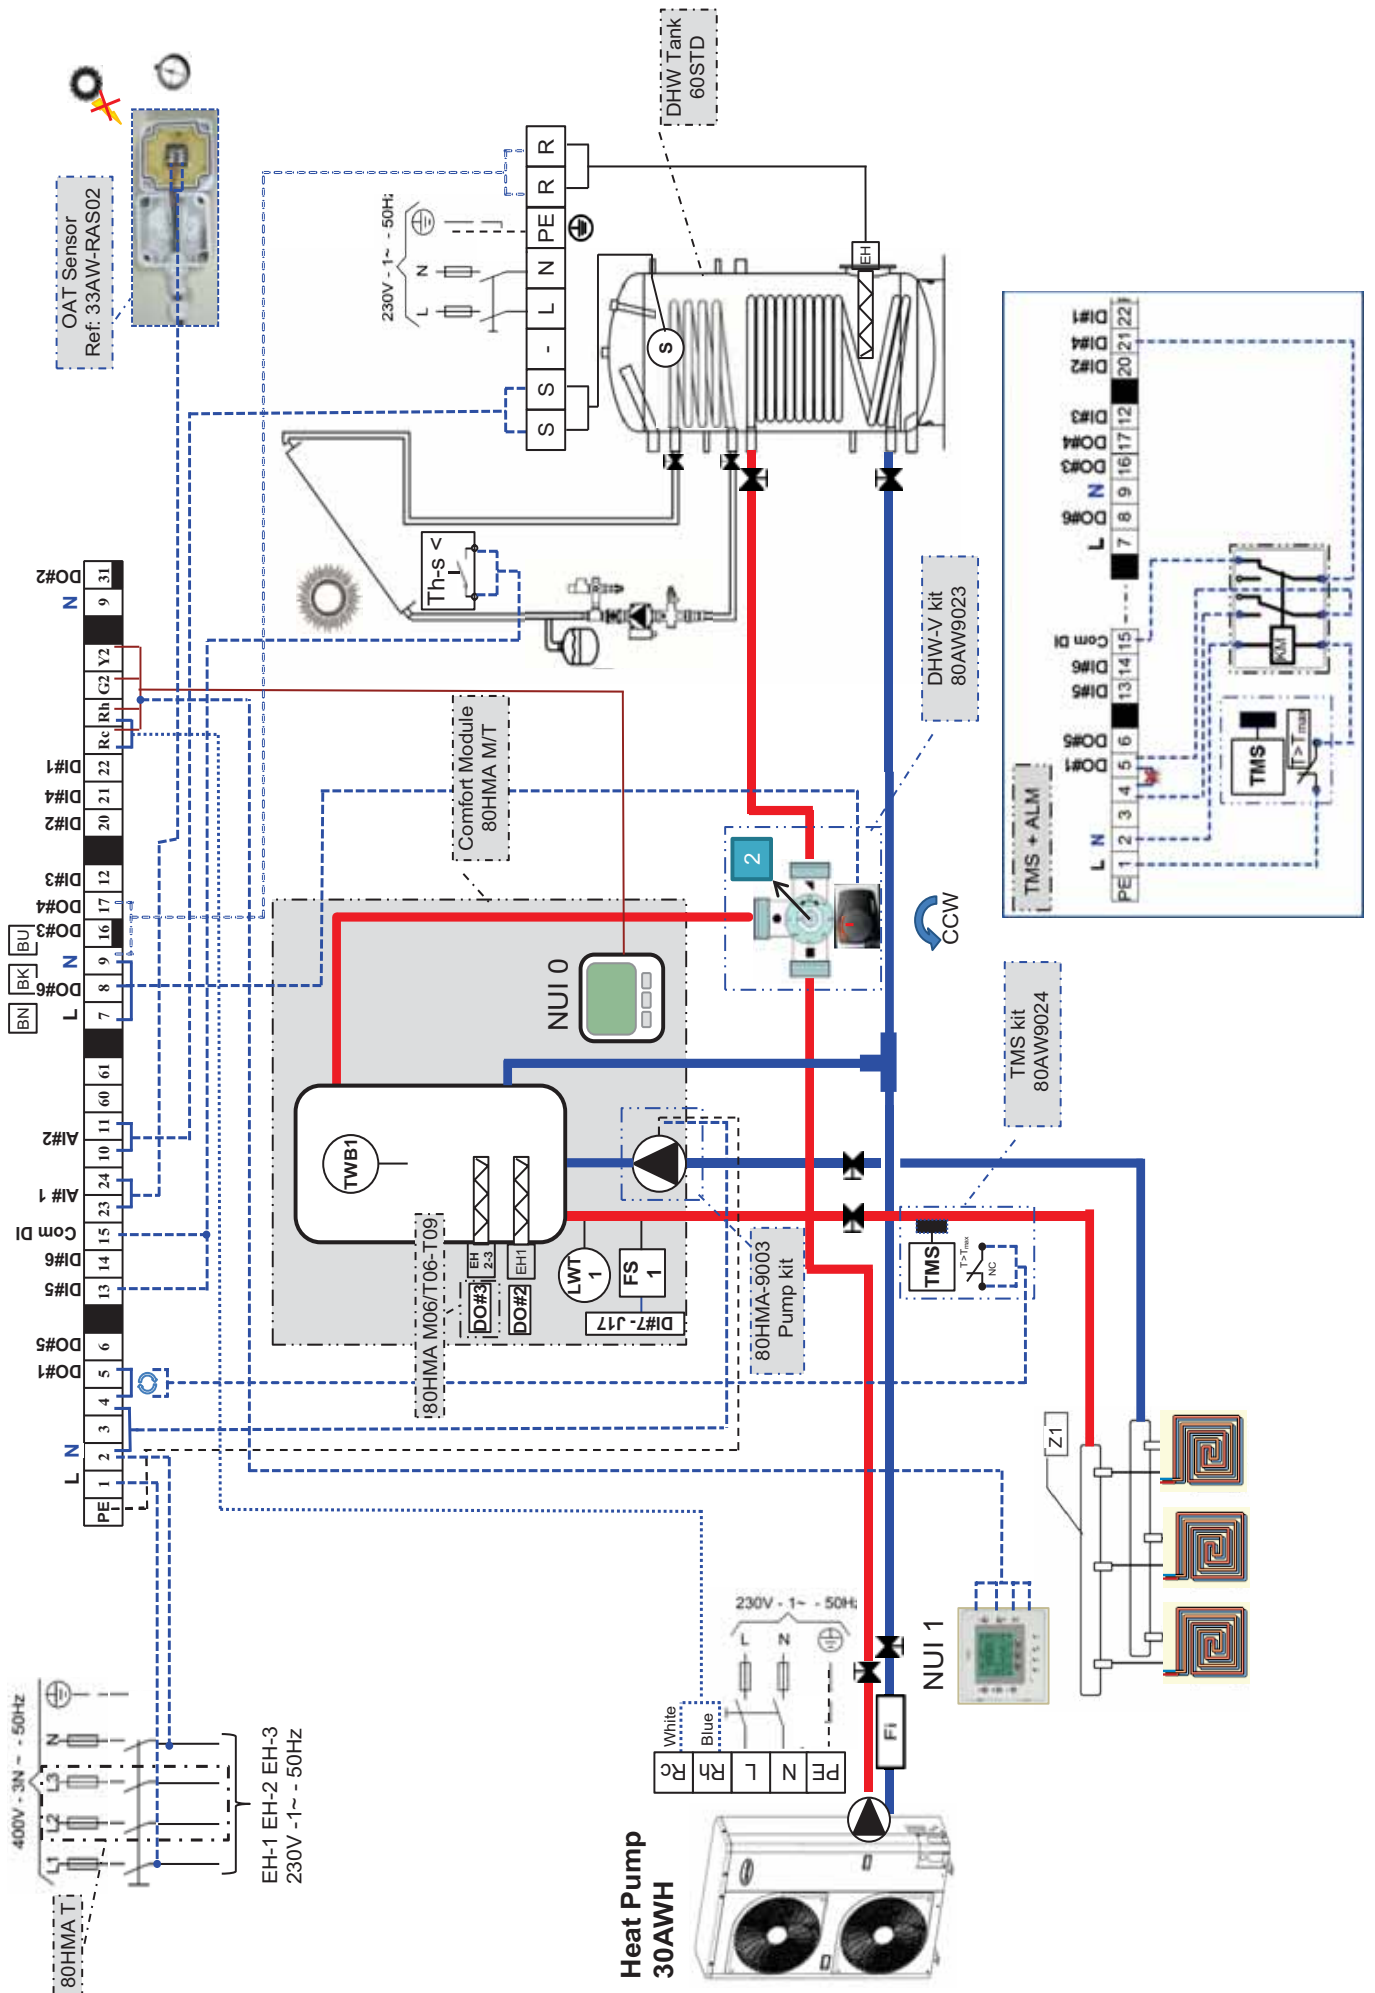 OAT Sensor
Ref. 33AW-RAS02
DHW Tank
60STD
230V - 1~ - 50Hz
L
N
S
S
-
L
N
PE
R
R
S
EH
Th-s <
DO#2
N
DI#1
DI#4
DI#2
DI#3
DO#4
DO#3
N
DO#6
L
AI#2
AI# 1
Com DI
DI#6
DI#5
DO#5
DO#1
N
L
BU
BK
BN
31
9
Y2
G2
Rh
Rc
22
21
20
12
17
16
9
8
7
61
60
11
10
24
23
15
14
13
6
5
4
3
2
1
PE
Comfort Module
80HMA M/T
NUI 0
TWB1
EH
2-3
EH1
DO#3
DO#2
80HMA M06/T06-T09
LWT
1
FS
1
DI#7- J17
80HMA-9003
Pump kit
2
CCW
DHW-V kit
80AW9023
TMS kit
80AW9024
TMS
T>Tmax
NC
Z1
NUI 1
Fi
230V - 1~ - 50Hz
L
N
White
Blue
Rc
Rh
L
N
PE
Heat Pump
30AWH
400V - 3N ~ - 50Hz
L1
L2
L3
N
80HMA T
EH-1 EH-2 EH-3
230V -1~ - 50Hz
TMS + ALM
L
N
DO#1
DO#5
DI#5
DI#6
Com DI
L
DO#6
N
DO#3
DO#4
DI#3
DI#2
DI#4
DI#1
PE
1
2
3
4
5
6
13
14
15
7
8
9
16
17
12
20
21
22
TMS
T> Tmax
KM